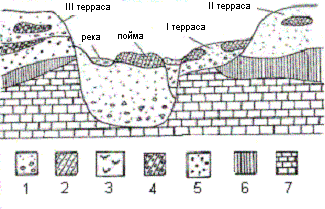 III терраса
II терраса
река
пойма
I терраса
1 2 3 4 5 6 7